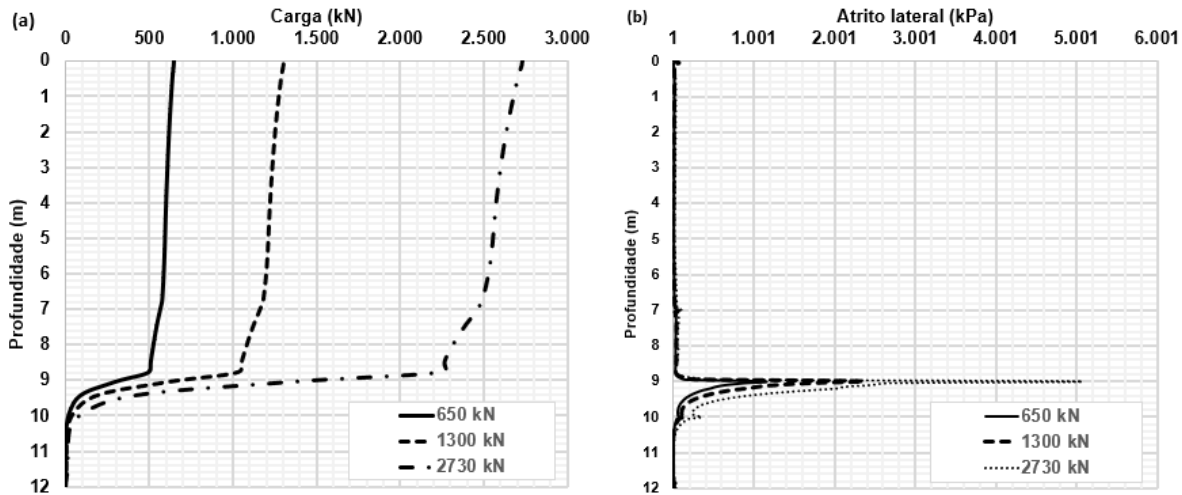 (a)
Carga (kN)
0 500 1.000 1.500 2.000 2.500 3.000
Profundidade (m)
0
1
2
3
4
5
6
7
8
9
10
11
12
650 kN
1300 kN
2730 kN
(b)
Atrito lateral (kPa)
1 1.001 2.001 3.001 4.001 5.001 6.001
Profundidade (m)
0
1
2
3
4
5
6
7
8
9
10
11
12
650 kN
1300 kN
2730 kN